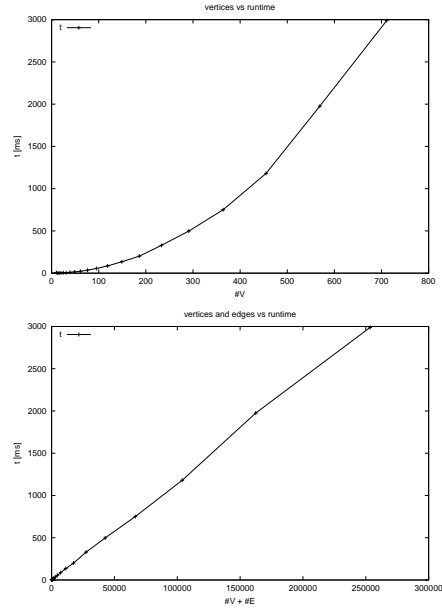 vertices vs runtime
t
3000
2500
2000
1500
1000
500
0
t [ms]
0 100 200 300 400 500 600 700 800
#V
vertices and edges vs runtime
t
3000
2500
2000
1500
1000
500
0
t [ms]
0 50000 100000 150000 200000 250000 300000
#V + #E